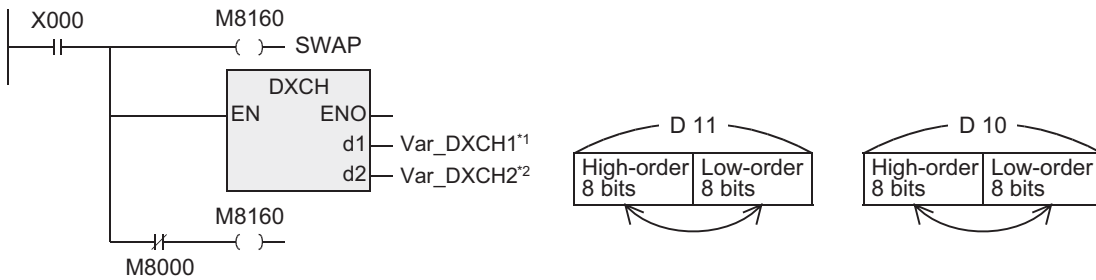 X000
M8160
SWAP
DXCH
EN
ENO
d1
Var_DXCH1*1
d2
Var_DXCH2*2
M8160
M8000
D 11
High-order
8 bits
Low-order
8 bits
D 10
High-order
8 bits
Low-order
8 bits